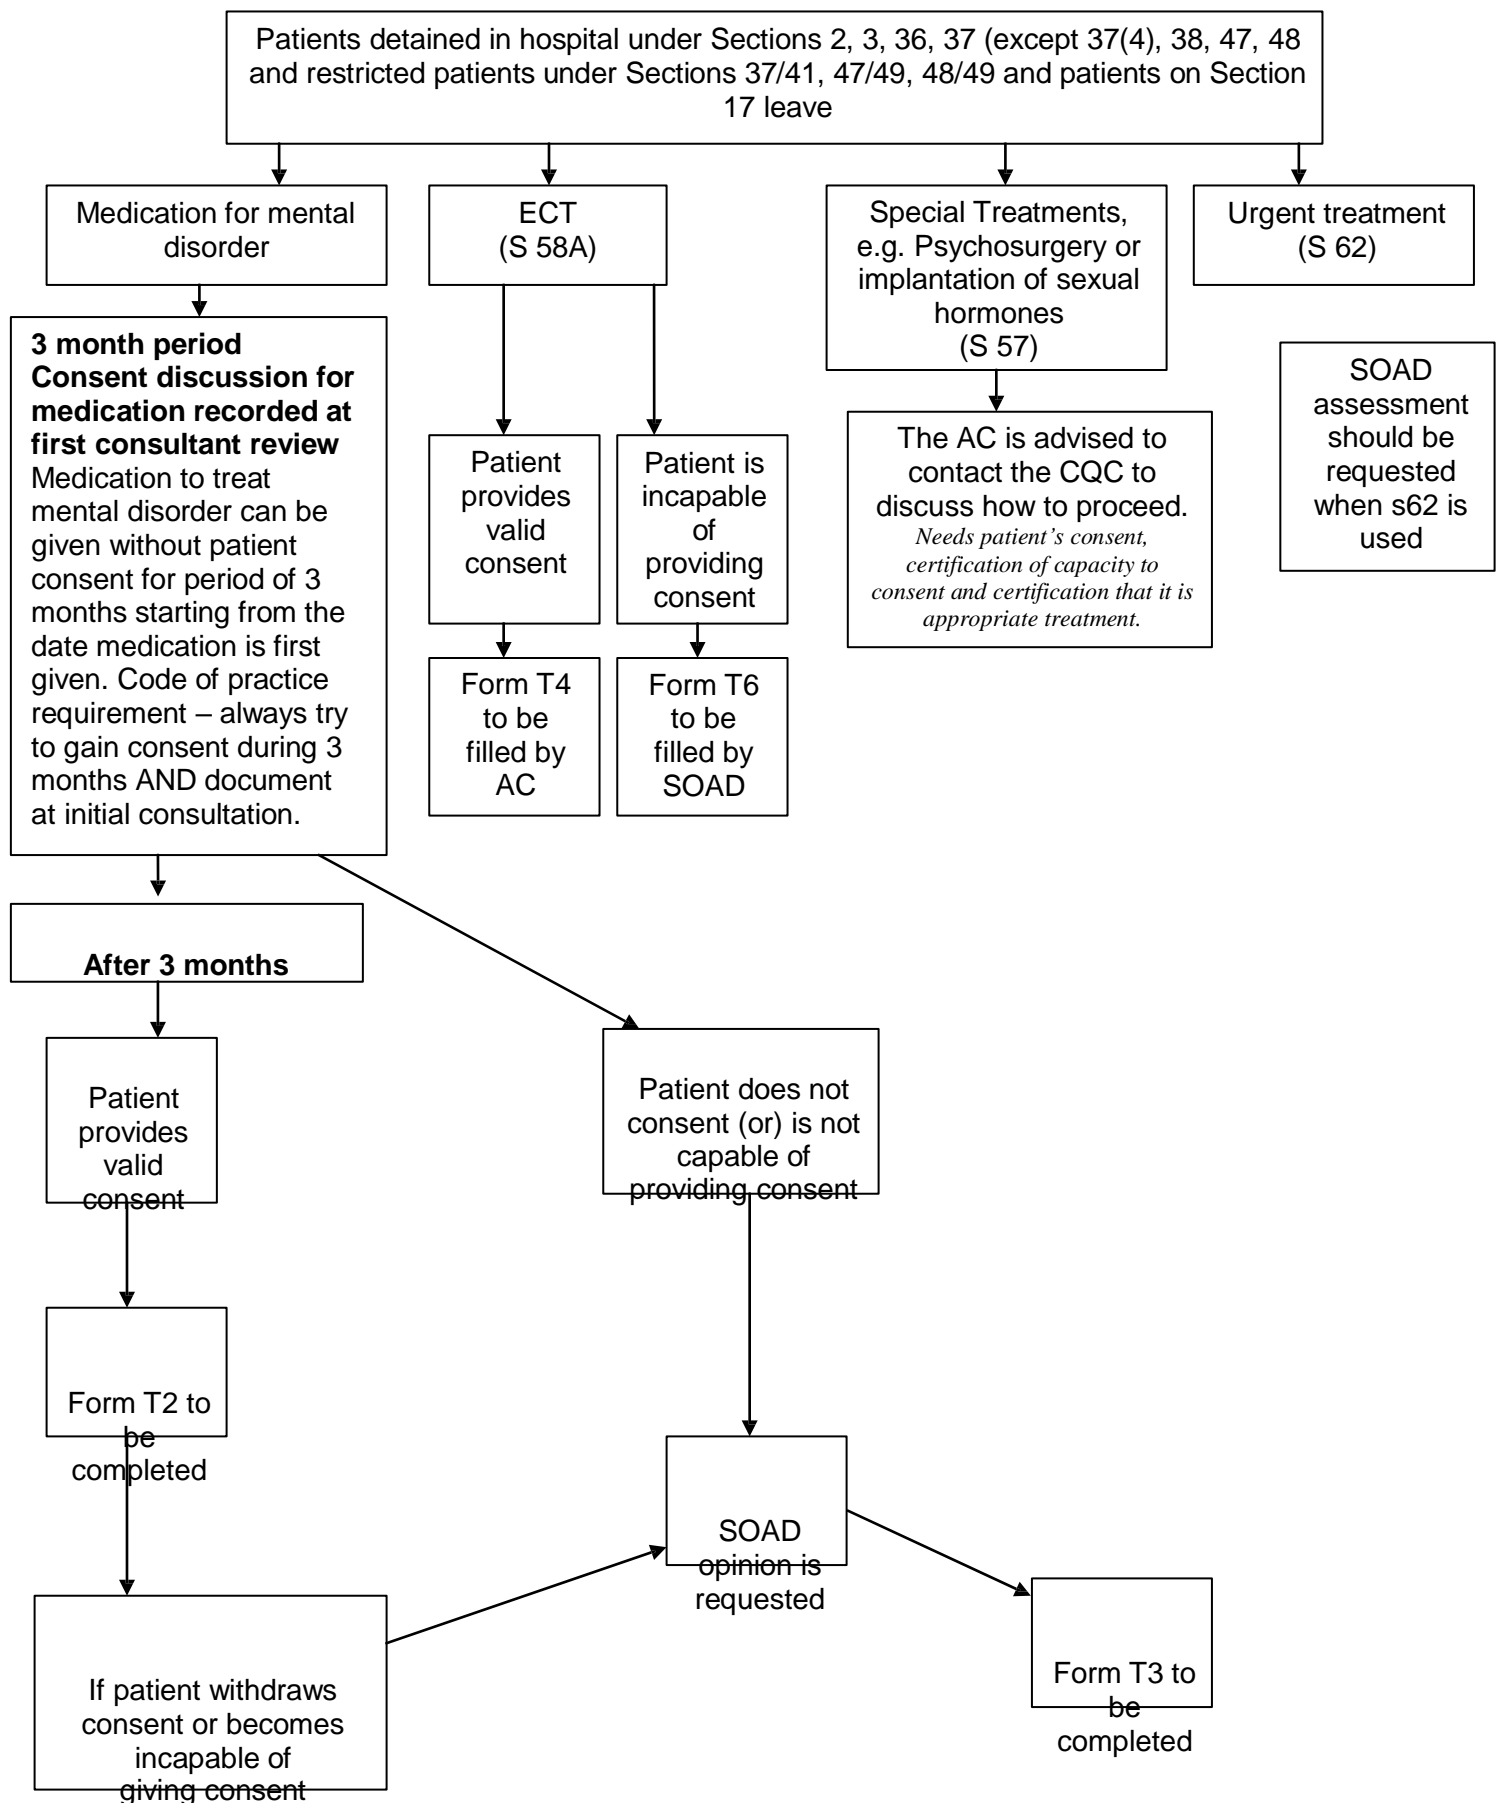 Patients detained in hospital under Sections 2, 3, 36, 37 (except 37(4), 38, 47, 48
and restricted patients under Sections 37/41, 47/49, 48/49 and patients on Section
17 leave
Medication for mental
disorder
ECT
(S 58A)
Special Treatments,
e.g. Psychosurgery or
implantation of sexual
hormones
(S 57)
Urgent treatment
(S 62)
3 month period
Consent discussion for
medication recorded at
first consultant review
Medication to treat
mental disorder can be
given without patient
consent for period of 3
months starting from the
date medication is first
given. Code of practice
requirement – always try
to gain consent during 3
months AND document
at initial consultation.
Patient
provides
valid
consent
Patient is
incapable
of
providing
consent
The AC is advised to
contact the CQC to
discuss how to proceed.
Needs patient’s consent,
certification of capacity to
consent and certification that it is
appropriate treatment.
SOAD
assessment
should be
requested
when s62 is
used
Form T4
to be
filled by
AC
Form T6
to be
filled by
SOAD
After 3 months
Patient
provides
valid
consent
Patient does not
consent (or) is not
capable of
providing consent
Form T2 to
be
completed
SOAD
opinion is
requested
Form T3 to
be
completed
If patient withdraws
consent or becomes
incapable of
giving consent